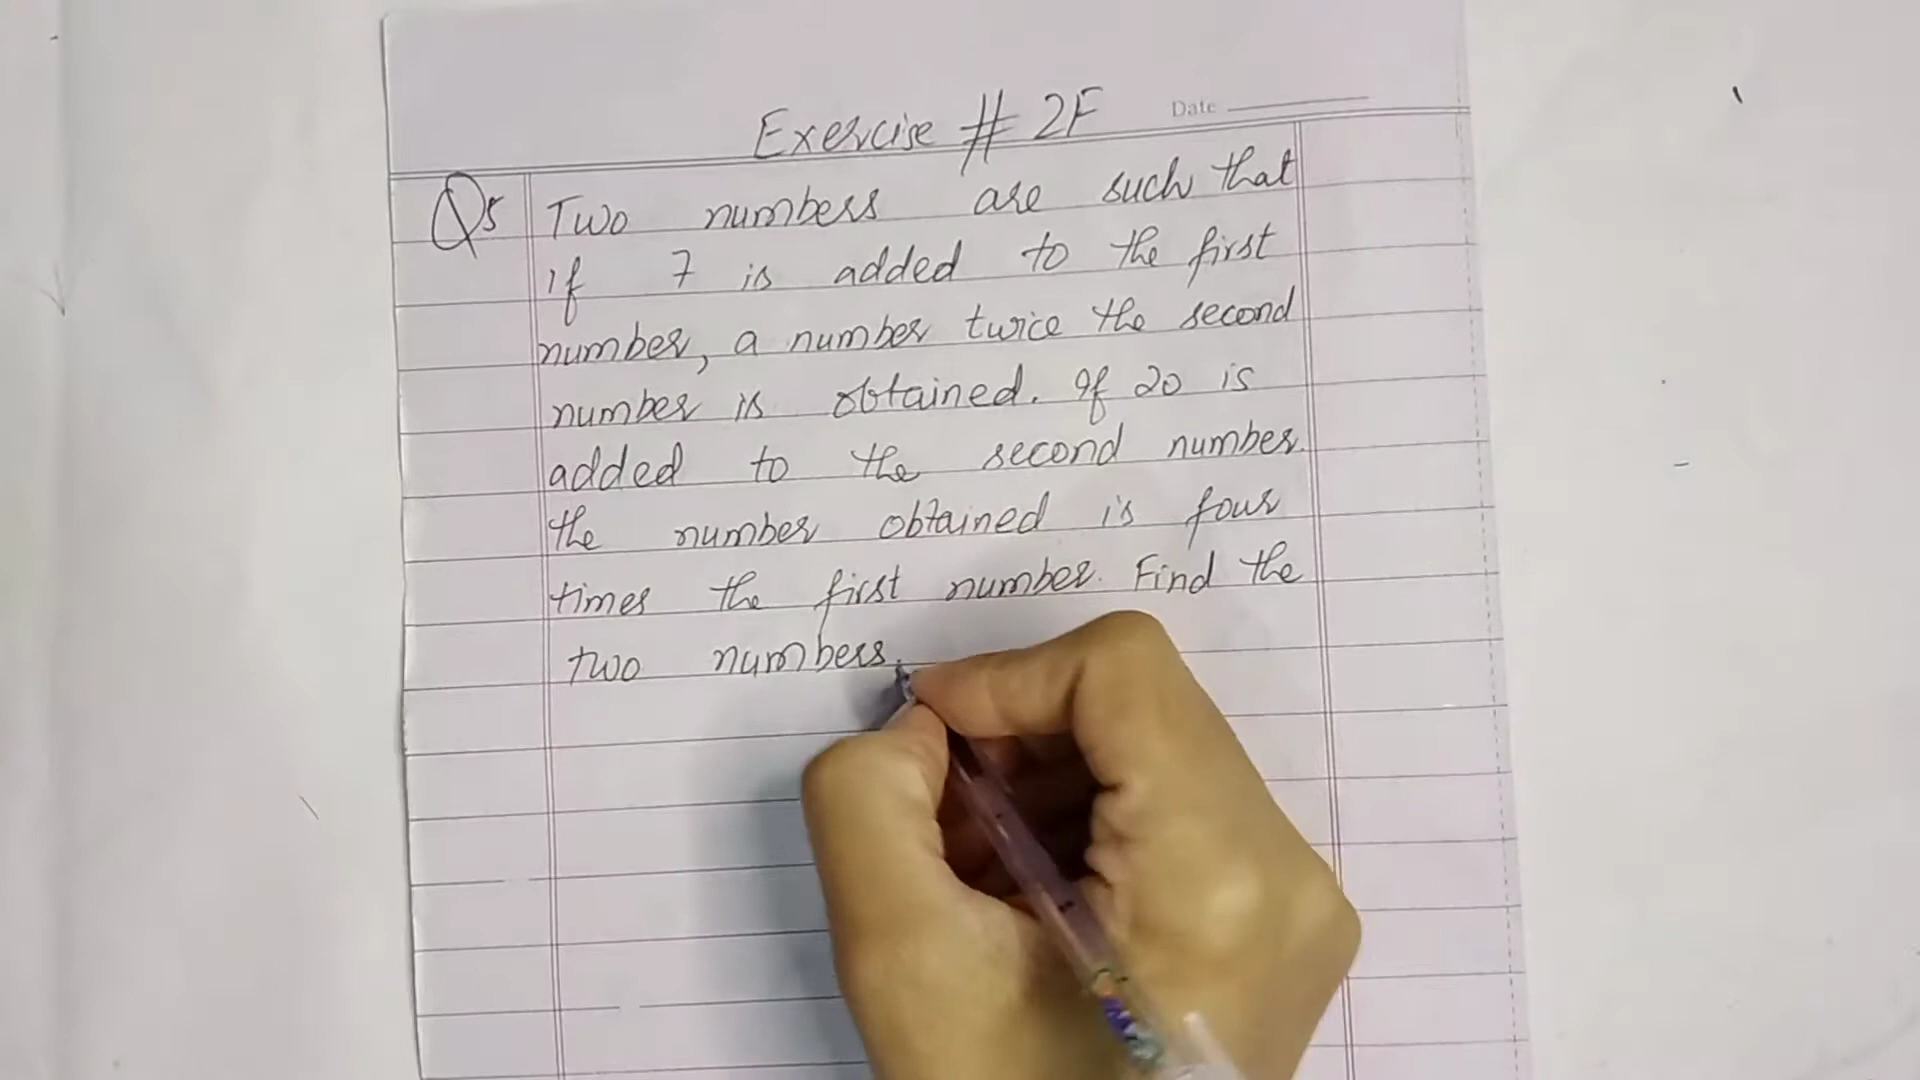 Exercise # 2F
Date
Q5 Two numbers are such that
if 7 is added to the first
number, a number twice the second
number is obtained. If 20 is
added to the second number.
the number obtained is four
times the first number. Find the
two numbers.